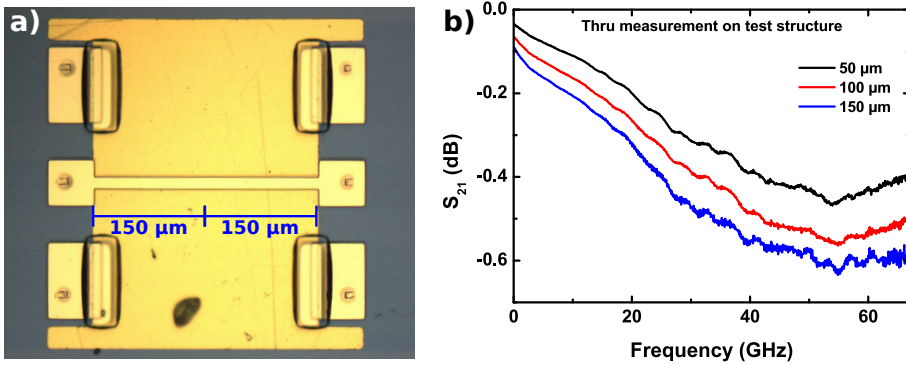 a)
150 µm
150 µm
b)
Thru measurement on test structure
50 µm
100 µm
150 µm
0.0
-0.2
-0.4
-0.6
S21 (dB)
0
20
40
60
Frequency (GHz)